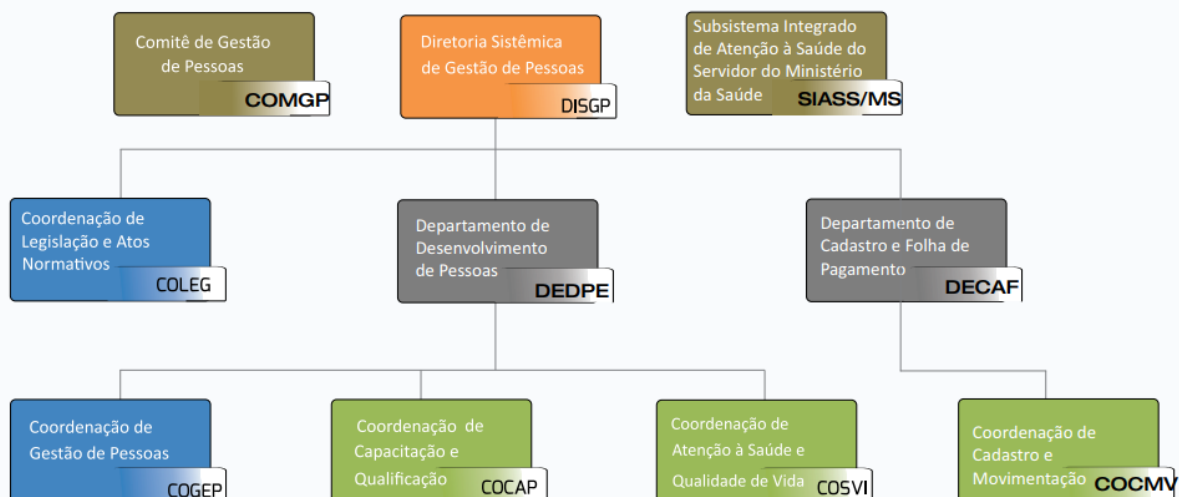 Comitê de Gestão
de Pessoas
COMGP
Diretoria Sistêmica
de Gestão de Pessoas
DISGP
Subsistema Integrado
de Atenção à Saúde do
Servidor do Ministério
da Saúde
SIASS/MS
Coordenação de
Legislação e Atos
Normativos
COLEG
Departamento de
Desenvolvimento
de Pessoas
DEDPE
Departamento de
Cadastro e Folha de
Pagamento
DECAF
Coordenação de
Gestão de Pessoas
COGEP
Coordenação de
Capacitação e
Qualificação
COCAP
Coordenação de
Atenção à Saúde e
Qualidade de Vida
COSVI
Coordenação de
Cadastro e
Movimentação
COCMV